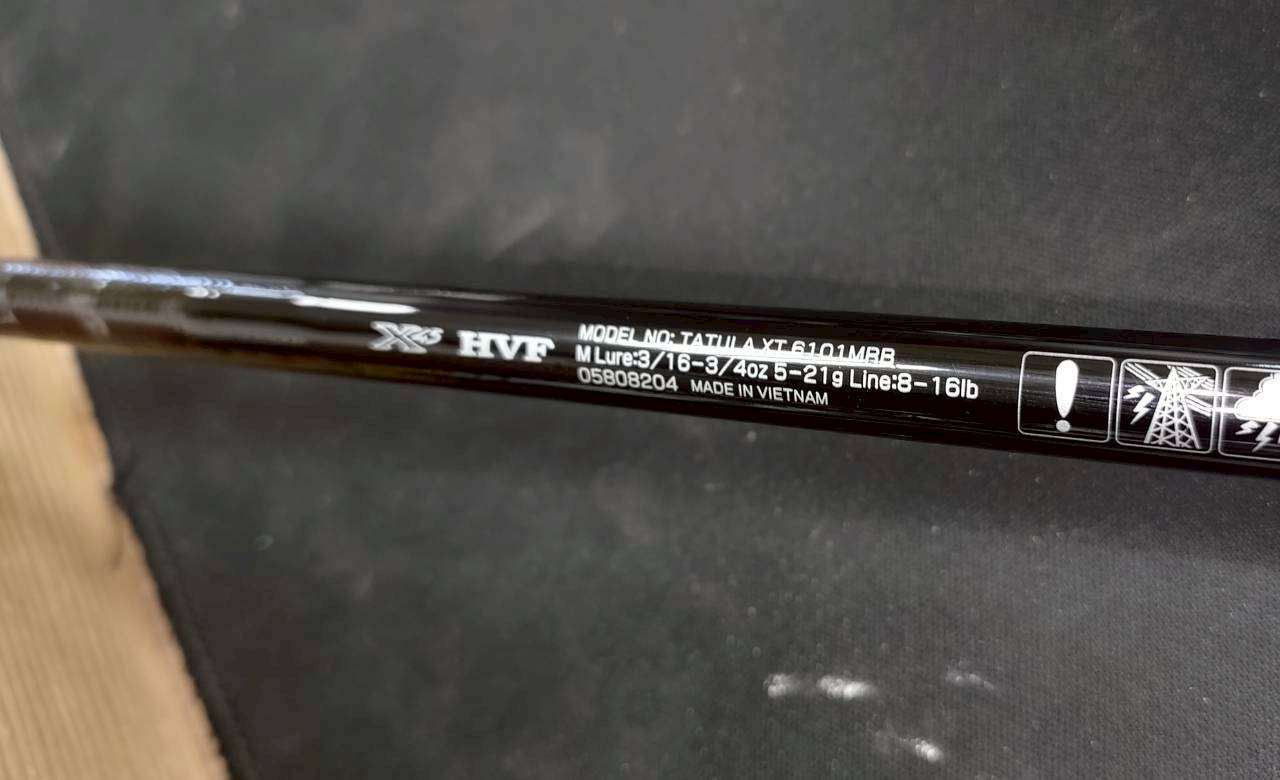 X45 HVF
MODEL NO: TATULA XT 6101MRB
M Lure:3/16-3/4oz 5-21g Line:8-16lb
05808204 MADE IN VIETNAM